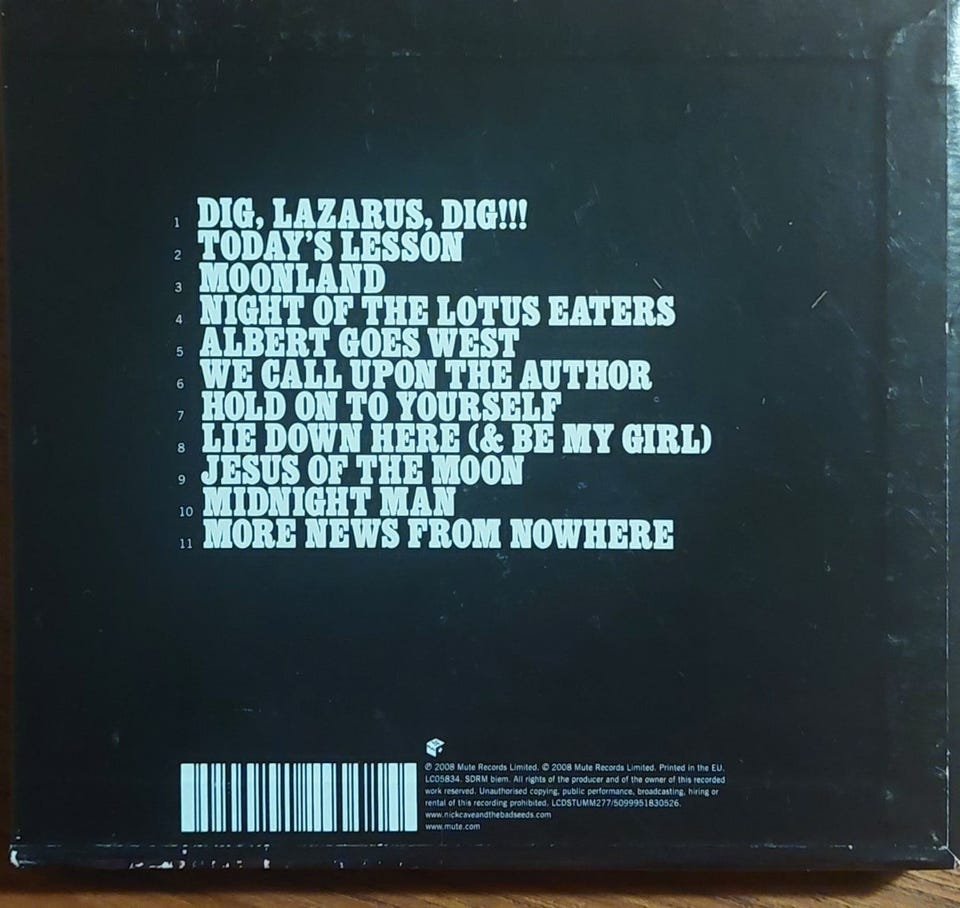 1 DIG, LAZARUS, DIG!!!
2 TODAY'S LESSON
3 MOONLAND
4 NIGHT OF THE LOTUS EATERS
5 ALBERT GOES WEST
6 WE CALL UPON THE AUTHOR
7 HOLD ON TO YOURSELF
8 LIE DOWN HERE (& BE MY GIRL)
9 JESUS OF THE MOON
10 MIDNIGHT MAN
11 MORE NEWS FROM NOWHERE
℗ 2008 Mute Records Limited. © 2008 Mute Records Limited. Printed in the EU.
LC05834. SDRM biem. All rights of the producer and of the owner of this recorded
work reserved. Unauthorised copying, public performance, broadcasting, hiring or
rental of this recording prohibited. LCDSTUMM277/5099951830526.
www.nickcaveandthebadseeds.com
www.mute.com